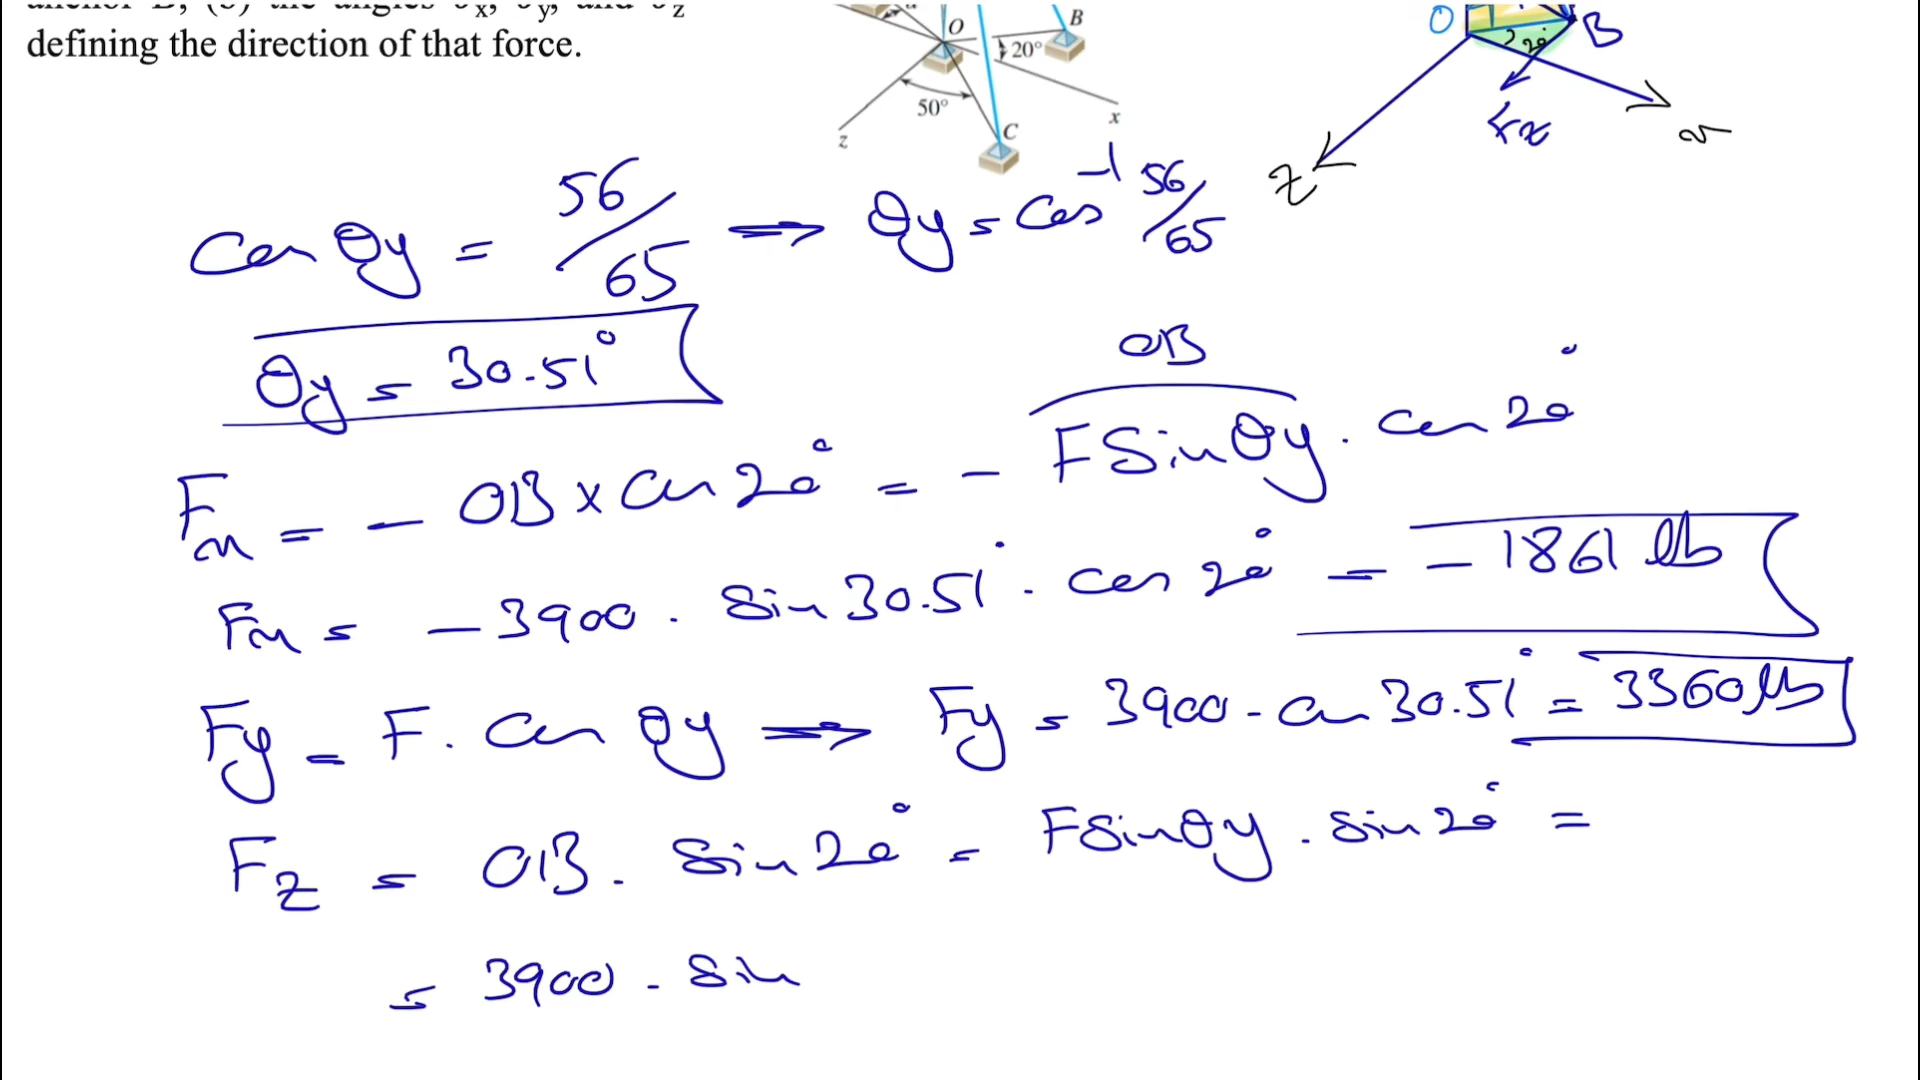 defining the direction of that force.
O
B
20°
50°
C
z
x
O
B
20°
Fz
x
z
cos θy = 56/65 ⟹ θy = cos⁻¹ 56/65
θy = 30.51°
OB
Fx = - OB × cos 20° = - F Sin θy . cos 20°
Fx = - 3900 . Sin 30.51° . cos 20° = - 1861 lb
Fy = F . cos θy ⟹ Fy = 3900 . cos 30.51° = 3360 lb
Fz = OB . Sin 20° = F Sin θy . Sin 20° =
= 3900 . Sin